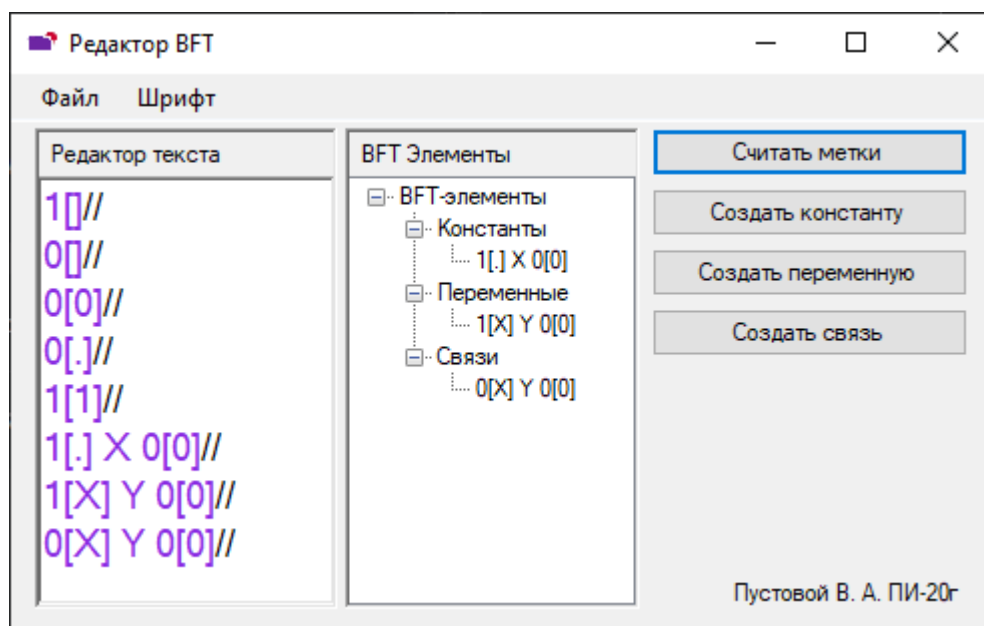 Редактор BFT
Файл Шрифт
Редактор текста
1[]//
0[]//
0[0]//
0[.]//
1[1]//
1[.] X 0[0]//
1[X] Y 0[0]//
0[X] Y 0[0]//
BFT Элементы
BFT-элементы
Константы
1[.] X 0[0]
Переменные
1[X] Y 0[0]
Связи
0[X] Y 0[0]
Считать метки
Создать константу
Создать переменную
Создать связь
Пустовой В. А. ПИ-20г